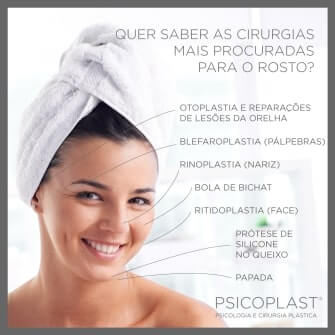 QUER SABER AS CIRURGIAS
MAIS PROCURADAS
PARA O ROSTO?
OTOPLASTIA E REPARAÇÕES
DE LESÕES DA ORELHA
BLEFAROPLASTIA (PÁLPEBRAS)
RINOPLASTIA (NARIZ)
BOLA DE BICHAT
RITIDOPLASTIA (FACE)
PRÓTESE DE
SILICONE
NO QUEIXO
PAPADA
PSICOPLAST®
PSICOLOGIA E CIRURGIA PLÁSTICA